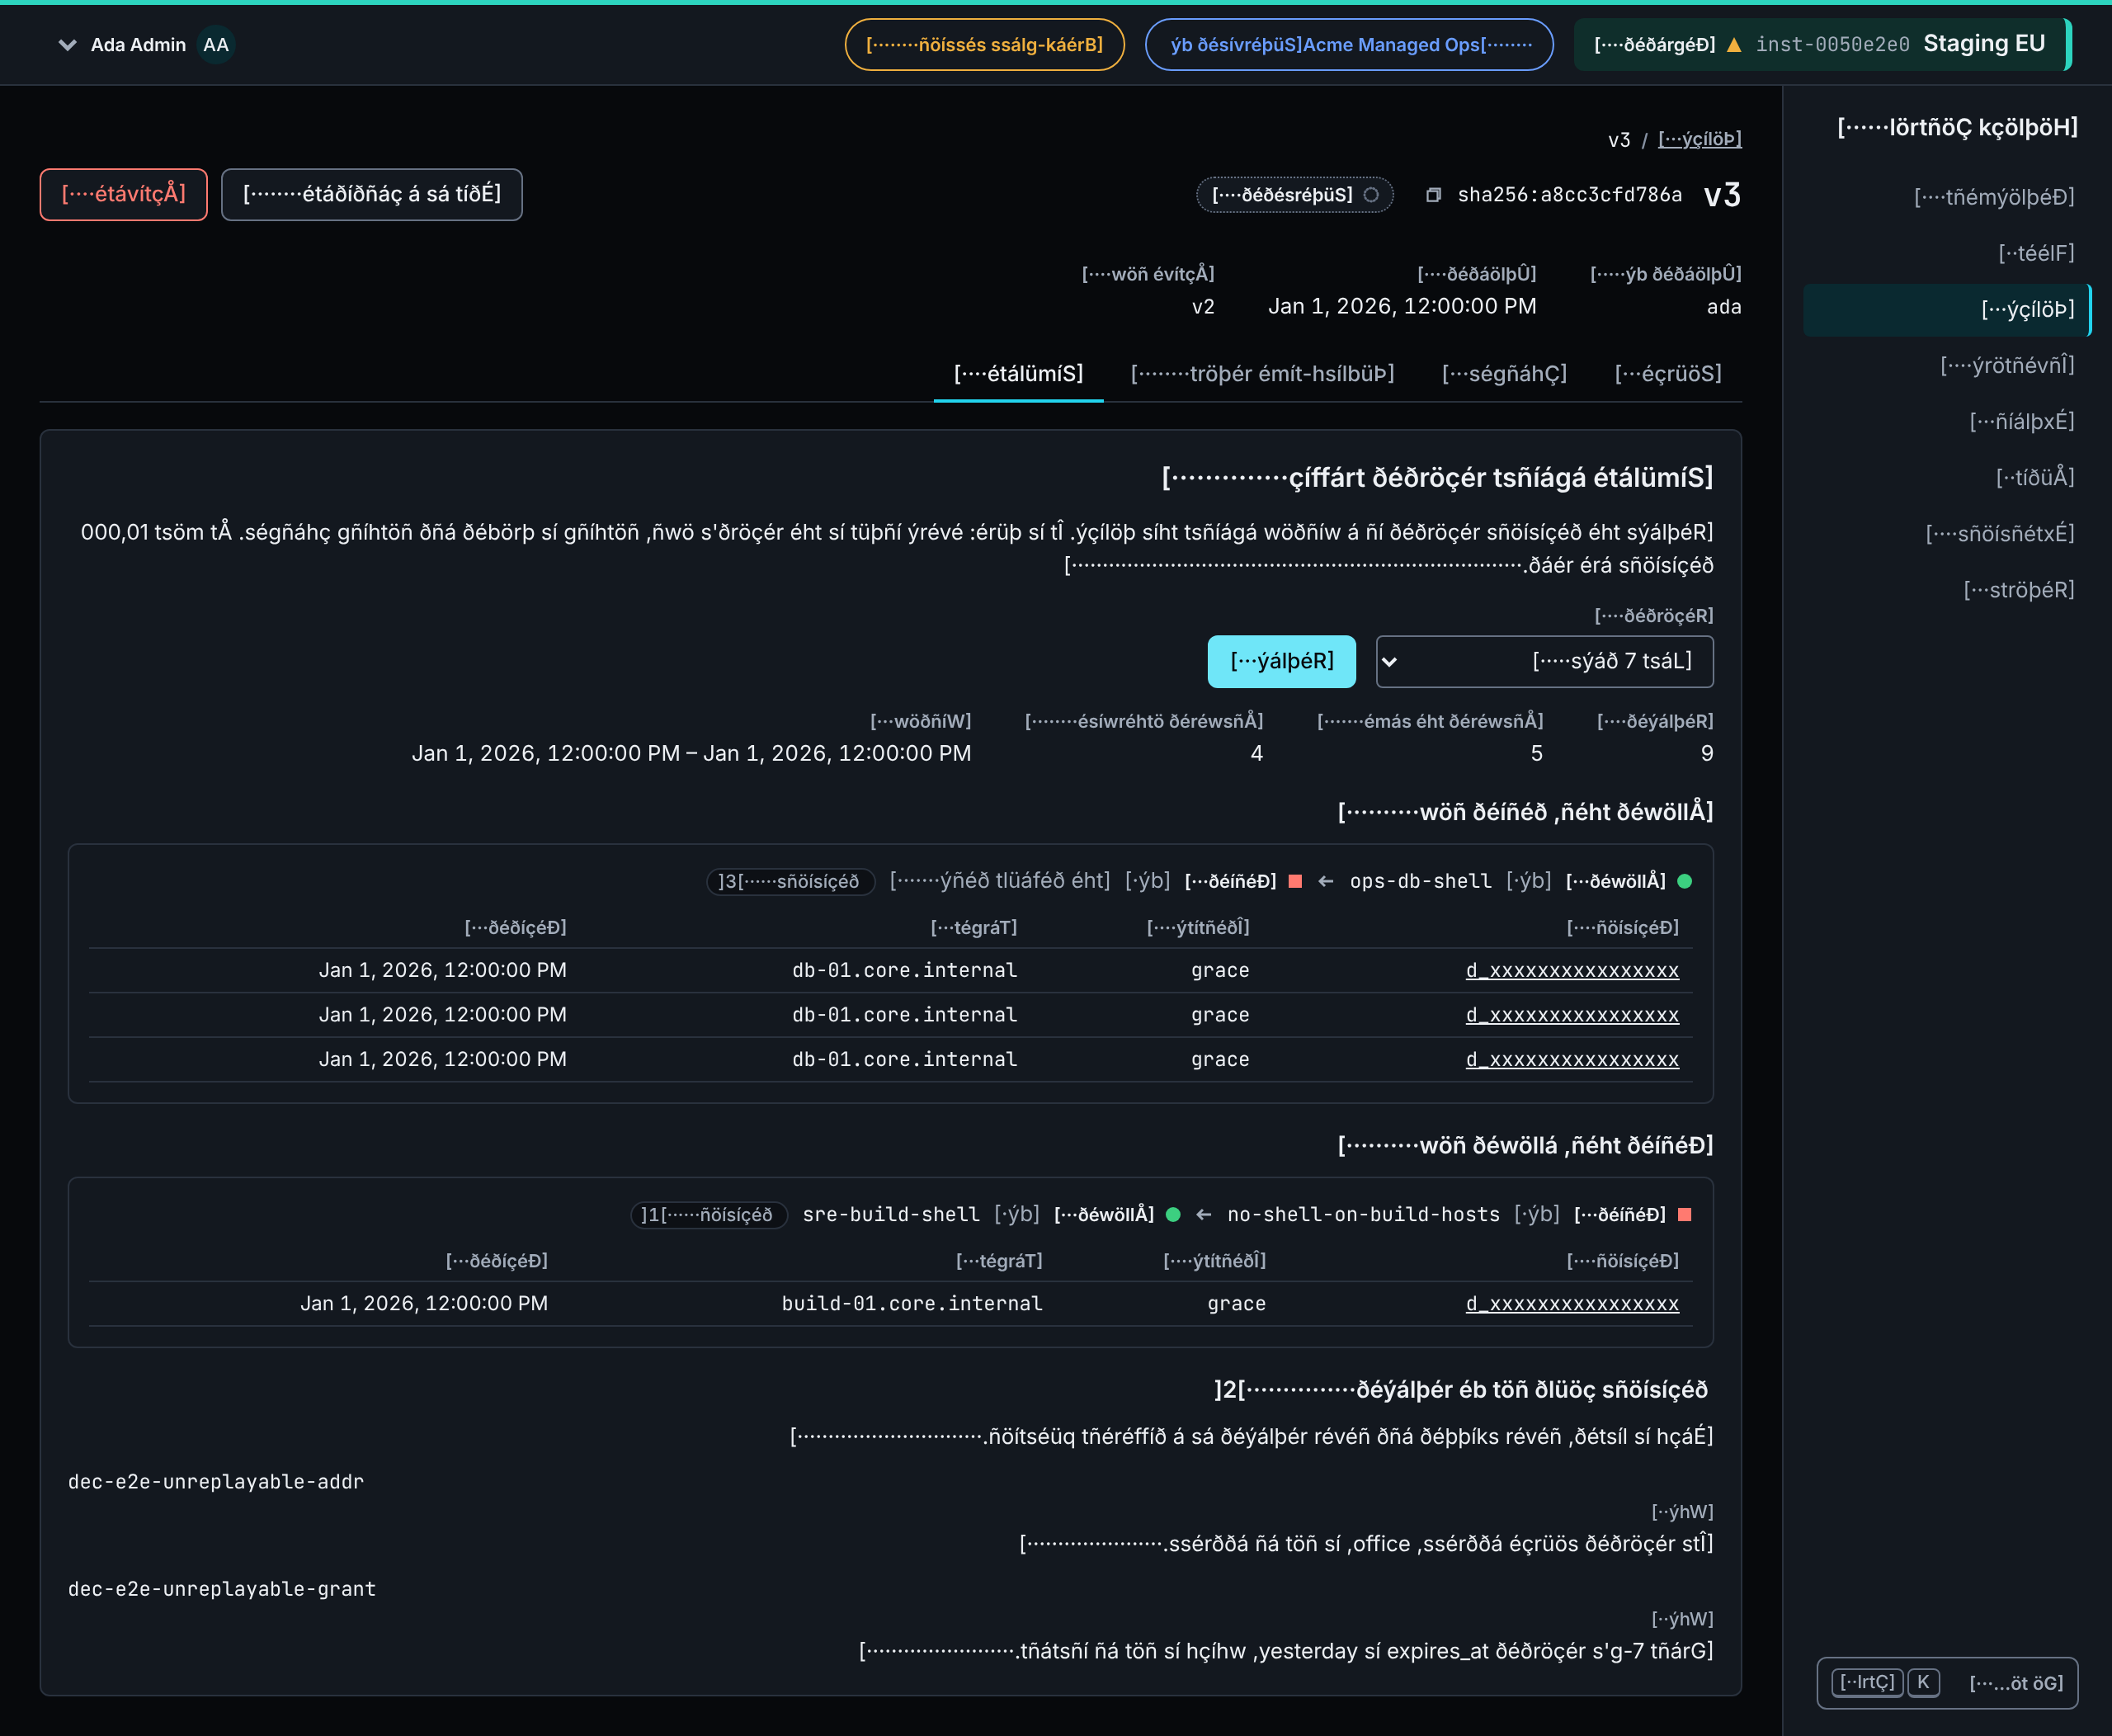 Ada Admin AA
[·······ñöíssés ssálg-káérB]
ýb ðésívréþüS]Acme Managed Ops[········
[····ðéðárgéÐ] ▲ inst-0050e2e0 Staging EU
[······lörtñöÇ kçölþöH]
[····tñémýölþéÐ]
[··téélF]
[···ýçílöÞ]
[····ýrötñévñÎ]
[···ñíálþxÉ]
[··tíðüÅ]
[····sñöísñétxÉ]
[···ströþéR]
[··lrtÇ] K [···…öt öG]
v3 / [···ýçílöÞ]
[····étávítçÅ] [········étáðíðñáç á sá tíðÉ]
[····ðéðésréþüS] sha256:a8cc3cfd786a v3
[····wöñ évítçÅ] [····ðéðáölþÛ] [·····ýb ðéðáölþÛ]
v2 Jan 1, 2026, 12:00:00 PM ada
[····étálümíS] [········tröþér émít-hsílbüÞ] [···ségñáhÇ] [···éçrüöS]
[··············çíffárt ðéðröçér tsñíágá étálümíS]
000,01 tsöm tÅ .ségñáhç gñíhtöñ ðñá ðébörþ sí gñíhtöñ ,ñwö s'ðröçér éht sí tüþñí ýrévé :érüþ sí tÎ .ýçílöþ síht tsñíágá wöðñíw á ñí ðéðröçér sñöísíçéð éht sýálþéR]
[··········································································.ðáér érá sñöísíçéð
[····ðéðröçéR]
[···ýálþéR] [·····sýáð 7 tsáL]
[···wöðñíW] [········ésíwréhtö ðéréwsñÅ] [·······émás éht ðéréwsñÅ] [····ðéýálþéR]
Jan 1, 2026, 12:00:00 PM – Jan 1, 2026, 12:00:00 PM 4 5 9
[··········wöñ ðéíñéð ,ñéht ðéwöllÅ]
]3[······sñöísíçéð [·······ýñéð tlüáféð éht] [·ýb] [···ðéíñéÐ] ← ops-db-shell [·ýb] [···ðéwöllÅ]
[···ðéðíçéÐ] [···tégráT] [····ýtítñéðÎ] [····ñöísíçéÐ]
Jan 1, 2026, 12:00:00 PM db-01.core.internal grace d_xxxxxxxxxxxxxxxx
Jan 1, 2026, 12:00:00 PM db-01.core.internal grace d_xxxxxxxxxxxxxxxx
Jan 1, 2026, 12:00:00 PM db-01.core.internal grace d_xxxxxxxxxxxxxxxx
[··········wöñ ðéwöllá ,ñéht ðéíñéÐ]
]1[······ñöísíçéð sre-build-shell [·ýb] [···ðéwöllÅ] ← no-shell-on-build-hosts [·ýb] [···ðéíñéÐ]
[···ðéðíçéÐ] [···tégráT] [····ýtítñéðÎ] [····ñöísíçéÐ]
Jan 1, 2026, 12:00:00 PM build-01.core.internal grace d_xxxxxxxxxxxxxxxx
]2[···············ðéýálþér éb töñ ðlüöç sñöísíçéð
[······························.ñöítséüq tñéréffíð á sá ðéýálþér révéñ ðñá ðéþþíks révéñ ,ðétsíl sí hçáÉ]
dec-e2e-unreplayable-addr
[··ýhW]
[······················.ssérððá ñá töñ sí ,office ,ssérððá éçrüös ðéðröçér stÎ]
dec-e2e-unreplayable-grant
[··ýhW]
[························.tñátsñí ñá töñ sí hçíhw ,yesterday sí expires_at ðéðröçér s'g-7 tñárG]